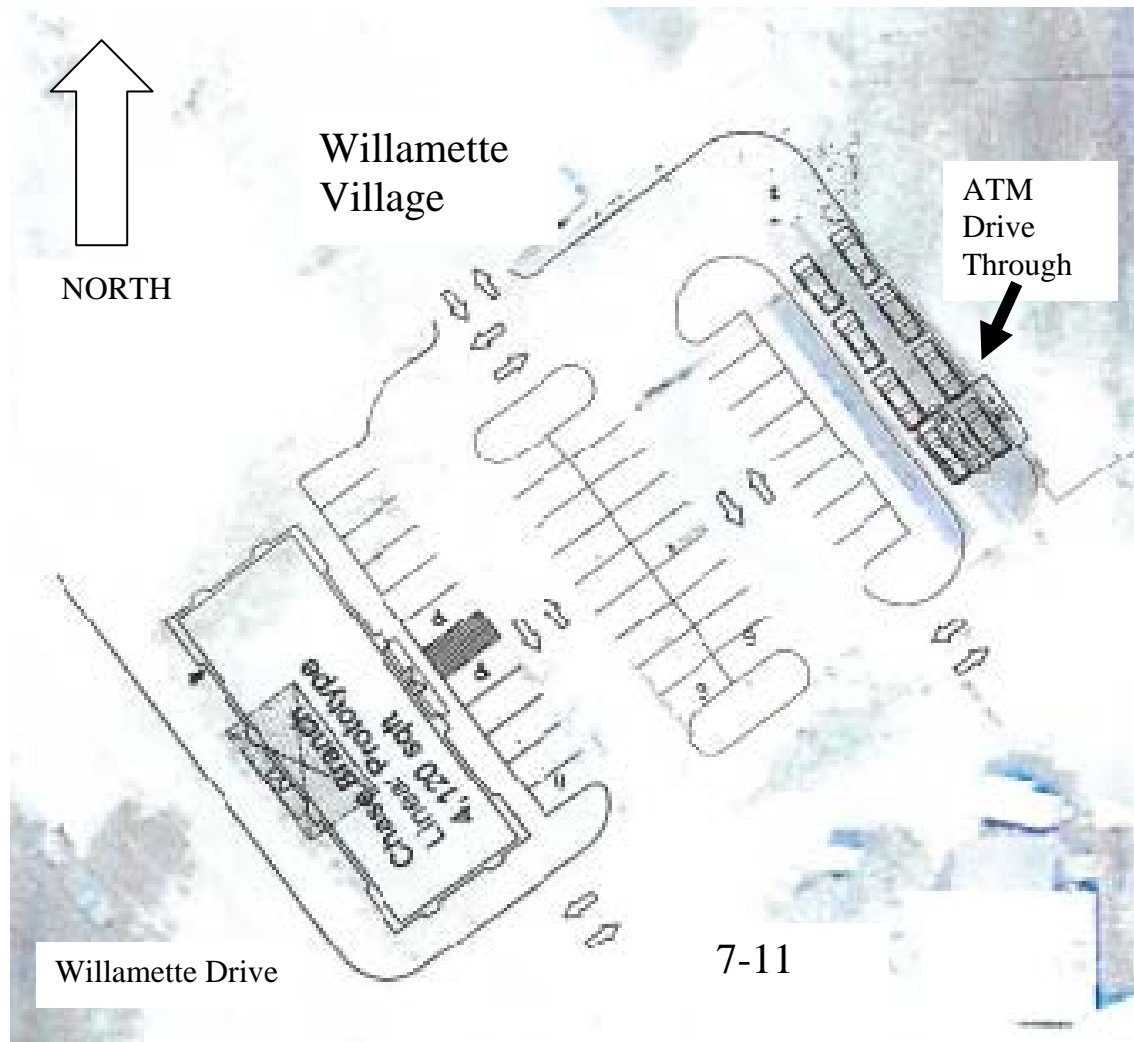 Willamette
Village
ATM
Drive
Through
NORTH
Chase Branch
Linear Prototype
4,120 sqft
7-11
Willamette Drive